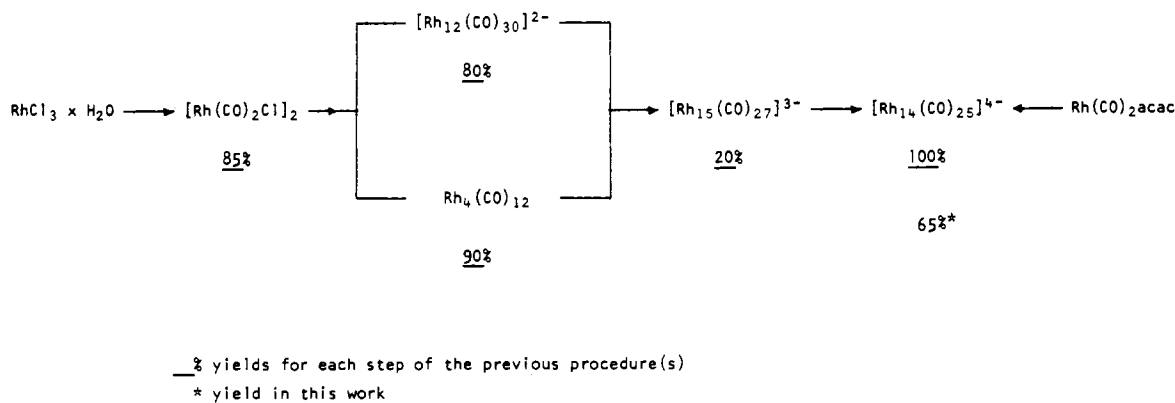 [Rh₁₂(CO)₃₀]²⁻
80%
RhCl₃ x H₂O [Rh(CO)₂Cl]₂ [Rh₁₅(CO)₂₇]³⁻ [Rh₁₄(CO)₂₅]⁴⁻ Rh(CO)₂acac
85% 20% 100%
Rh₄(CO)₁₂
65%*
90%
__% yields for each step of the previous procedure(s)
* yield in this work